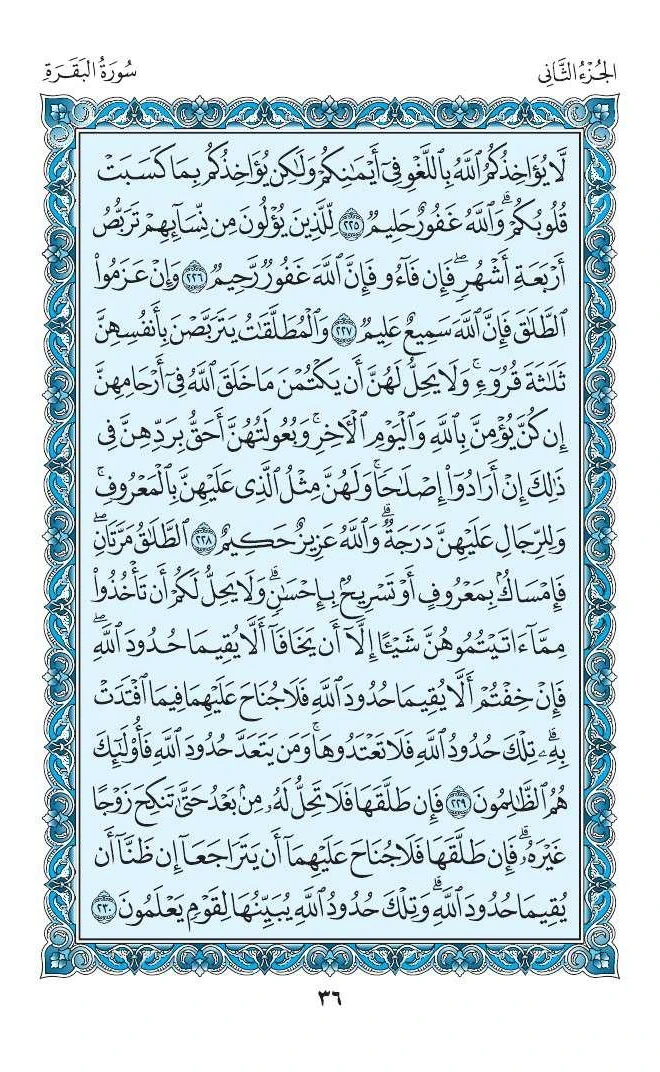 الجُزْءُ الثَّانِي
سُورَةُ البَقَرَةِ
لَّا يُؤَاخِذُكُمُ ٱللَّهُ بِٱللَّغْوِ فِىٓ أَيْمَٰنِكُمْ وَلَٰكِن يُؤَاخِذُكُم بِمَا كَسَبَتْ
قُلُوبُكُمْ ۗ وَٱللَّهُ غَفُورٌ حَلِيمٌ ٢٢٥ لِّلَّذِينَ يُؤْلُونَ مِن نِّسَآئِهِمْ تَرَبُّصُ
أَرْبَعَةِ أَشْهُرٍ ۖ فَإِن فَآءُو فَإِنَّ ٱللَّهَ غَفُورٌ رَّحِيمٌ ٢٢٦ وَإِنْ عَزَمُوا۟
ٱلطَّلَٰقَ فَإِنَّ ٱللَّهَ سَمِيعٌ عَلِيمٌ ٢٢٧ وَٱلْمُطَلَّقَٰتُ يَتَرَبَّصْنَ بِأَنفُسِهِنَّ
ثَلَٰثَةَ قُرُوٓءٍ ۚ وَلَا يَحِلُّ لَهُنَّ أَن يَكْتُمْنَ مَا خَلَقَ ٱللَّهُ فِىٓ أَرْحَامِهِنَّ
إِن كُنَّ يُؤْمِنَّ بِٱللَّهِ وَٱلْيَوْمِ ٱلْأَخِرِ ۚ وَبُعُولَتُهُنَّ أَحَقُّ بِرَدِّهِنَّ فِى
ذَٰلِكَ إِنْ أَرَادُوٓا۟ إِصْلَٰحًا ۚ وَلَهُنَّ مِثْلُ ٱلَّذِى عَلَيْهِنَّ بِٱلْمَعْرُوفِ ۚ
وَلِلرِّجَالِ عَلَيْهِنَّ دَرَجَةٌ ۗ وَٱللَّهُ عَزِيزٌ حَكِيمٌ ٢٢٨ ٱلطَّلَٰقُ مَرَّتَانِ ۖ
فَإِمْسَاكٌۢ بِمَعْرُوفٍ أَوْ تَسْرِيحٌۢ بِإِحْسَٰنٍ ۗ وَلَا يَحِلُّ لَكُمْ أَن تَأْخُذُوا۟
مِمَّآ ءَاتَيْتُمُوهُنَّ شَيْـًٔا إِلَّآ أَن يَخَافَآ أَلَّا يُقِيمَا حُدُودَ ٱللَّهِ ۖ
فَإِنْ خِفْتُمْ أَلَّا يُقِيمَا حُدُودَ ٱللَّهِ فَلَا جُنَاحَ عَلَيْهِمَا فِيمَا ٱفْتَدَتْ
بِهِۦ ۗ تِلْكَ حُدُودُ ٱللَّهِ فَلَا تَعْتَدُوهَا ۚ وَمَن يَتَعَدَّ حُدُودَ ٱللَّهِ فَأُو۟لَٰٓئِكَ
هُمُ ٱلظَّٰلِمُونَ ٢٢٩ فَإِن طَلَّقَهَا فَلَا تَحِلُّ لَهُۥ مِنۢ بَعْدُ حَتَّىٰ تَنكِحَ زَوْجًا
غَيْرَهُۥ ۗ فَإِن طَلَّقَهَا فَلَا جُنَاحَ عَلَيْهِمَآ أَن يَتَرَاجَعَآ إِن ظَنَّآ أَن
يُقِيمَا حُدُودَ ٱللَّهِ ۗ وَتِلْكَ حُدُودُ ٱللَّهِ يُبَيِّنُهَا لِقَوْمٍ يَعْلَمُونَ ٢٣٠
٣٦